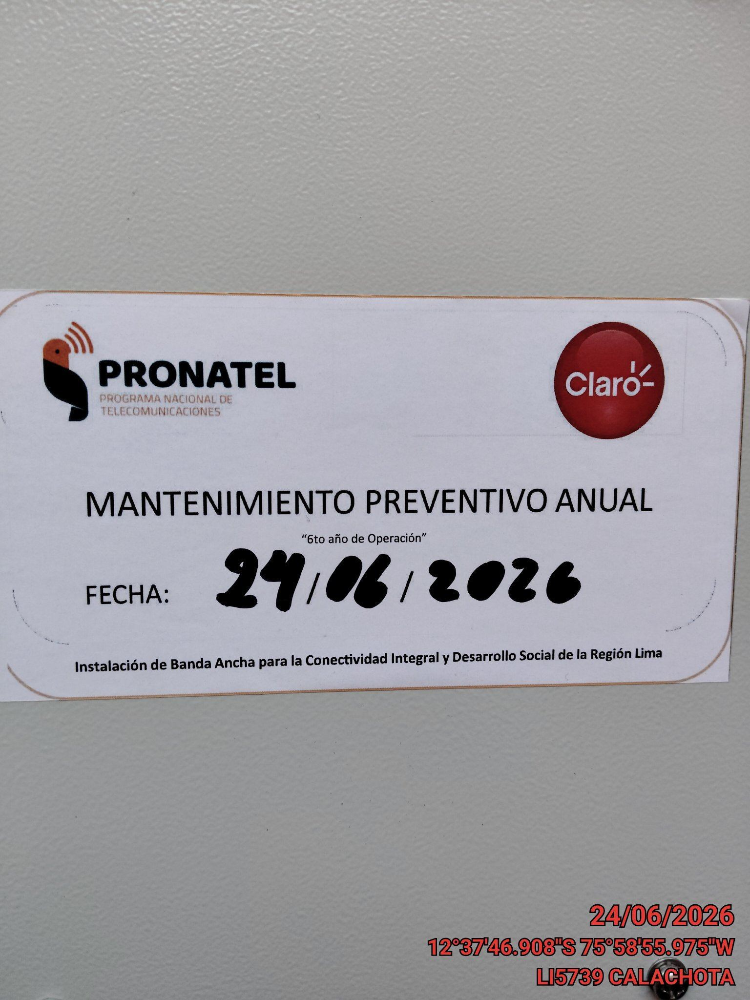 PRONATEL
PROGRAMA NACIONAL DE
TELECOMUNICACIONES
Claro
MANTENIMIENTO PREVENTIVO ANUAL
“6to año de Operación”
FECHA: 24/06/2026
Instalación de Banda Ancha para la Conectividad Integral y Desarrollo Social de la Región Lima
24/06/2026
12°37'46.908"S 75°58'55.975"W
LI5739 CALACHOTA